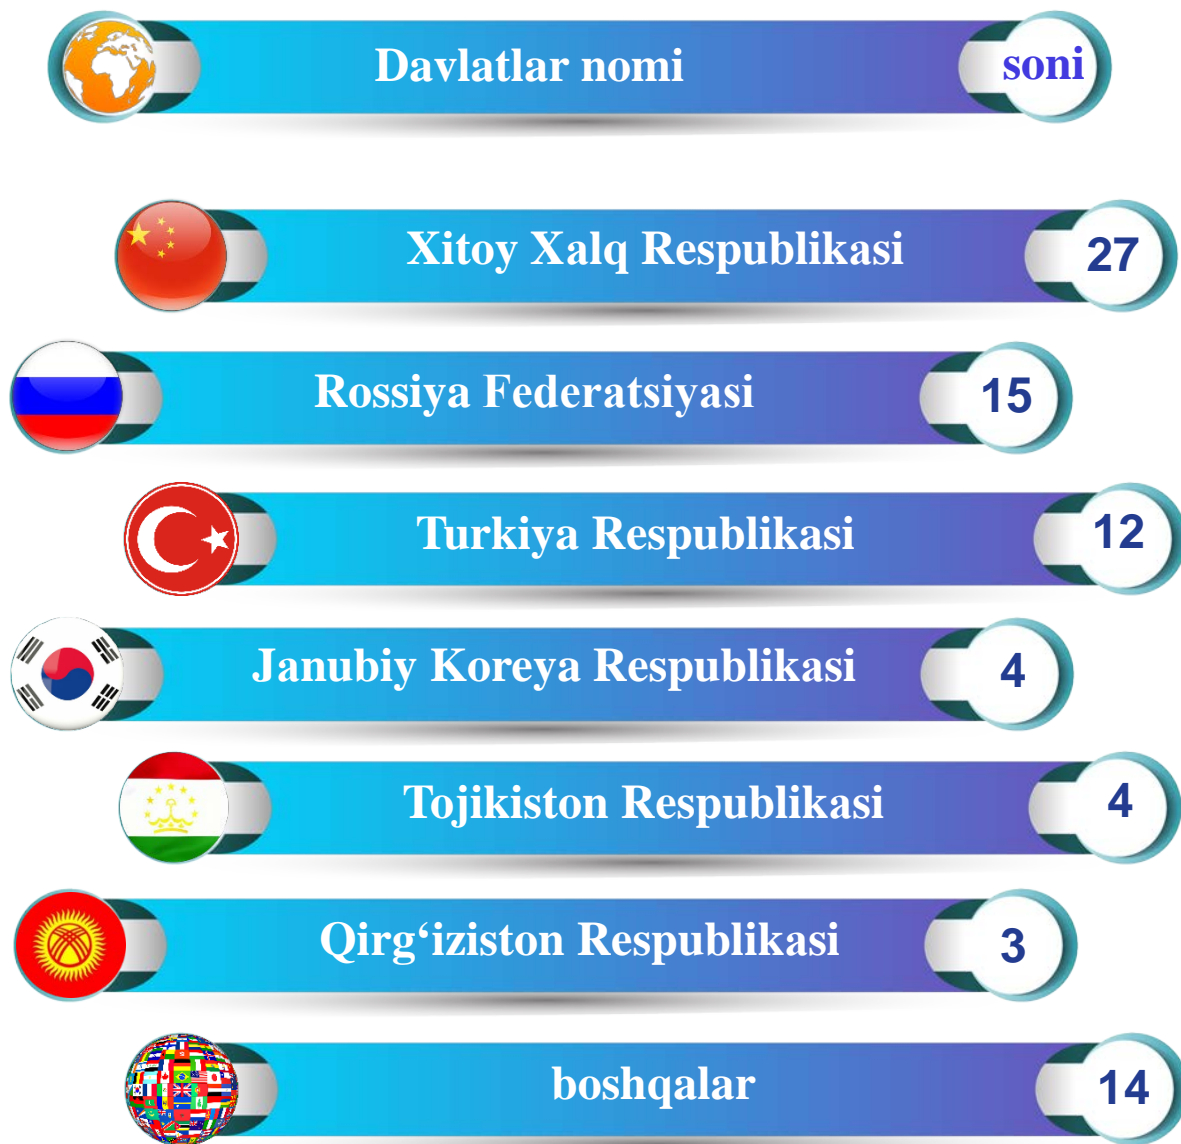 Davlatlar nomi soni
Xitoy Xalq Respublikasi 27
Rossiya Federatsiyasi 15
Turkiya Respublikasi 12
Janubiy Koreya Respublikasi 4
Tojikiston Respublikasi 4
Qirg‘iziston Respublikasi 3
boshqalar 14